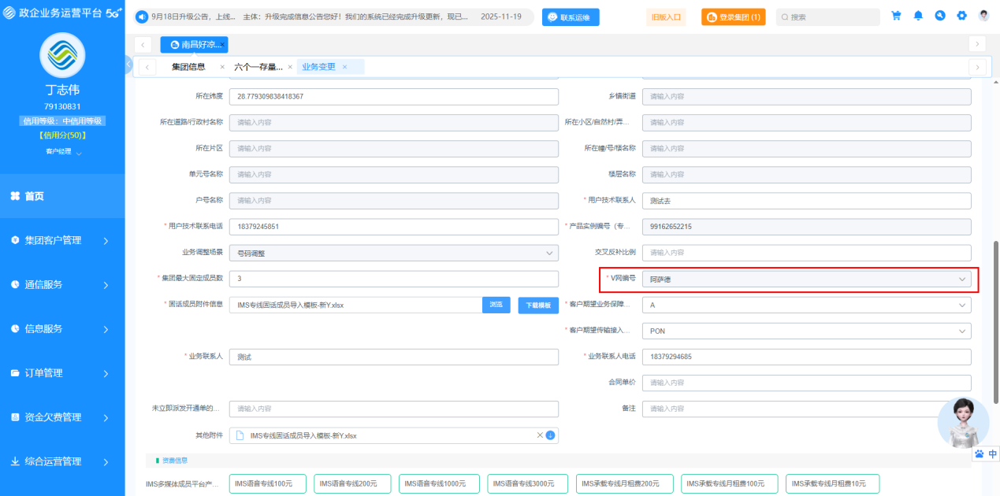 政企业务运营平台 5G
9月18日升级公告，上线... 主体：升级完成信息公告您好！我们的系统已经完成升级更新，现已... 2025-11-19
联系运维
旧版入口
登录集团 (1)
搜索
丁志伟
79130831
信用等级：中信用等级
【信用分(50)】
客户经理
首页
集团客户管理
通信服务
信息服务
订单管理
资金欠费管理
综合运营管理
南昌好凉... ×
集团信息 ×
六个一存量... ×
业务变更 ×
所在纬度 28.779309838418367
乡镇街道 请输入内容
所在道路/行政村名称 请输入内容
所在小区/自然村/弄... 请输入内容
所在片区 请输入内容
所在幢/号/楼名称 请输入内容
单元号名称 请输入内容
楼层名称 请输入内容
户号名称 请输入内容
* 用户技术联系人 测试去
* 用户技术联系电话 18379245851
* 产品实例编号（专... 99162652215
业务调整场景 号码调整
交叉反补比例 请输入内容
* 集团最大固定成员数 3
* V网编号 阿萨德
* 固话成员附件信息 IMS专线固话成员导入模板-新Y.xlsx 浏览 下载模板
* 客户期望业务保障... A
* 客户期望传输接入... PON
* 业务联系人 测试
* 业务联系人电话 18379294685
合同单价 请输入内容
未立即派发开通单的... 请输入内容
备注 请输入内容
其他附件 IMS专线固话成员导入模板-新Y.xlsx
中
资费信息
IMS多媒体成员平台产... IMS语音专线100元 IMS语音专线200元 IMS语音专线1000元 IMS语音专线3000元 IMS承载专线月租费200元 IMS承载专线月租费100元 IMS承载专线月租费10元